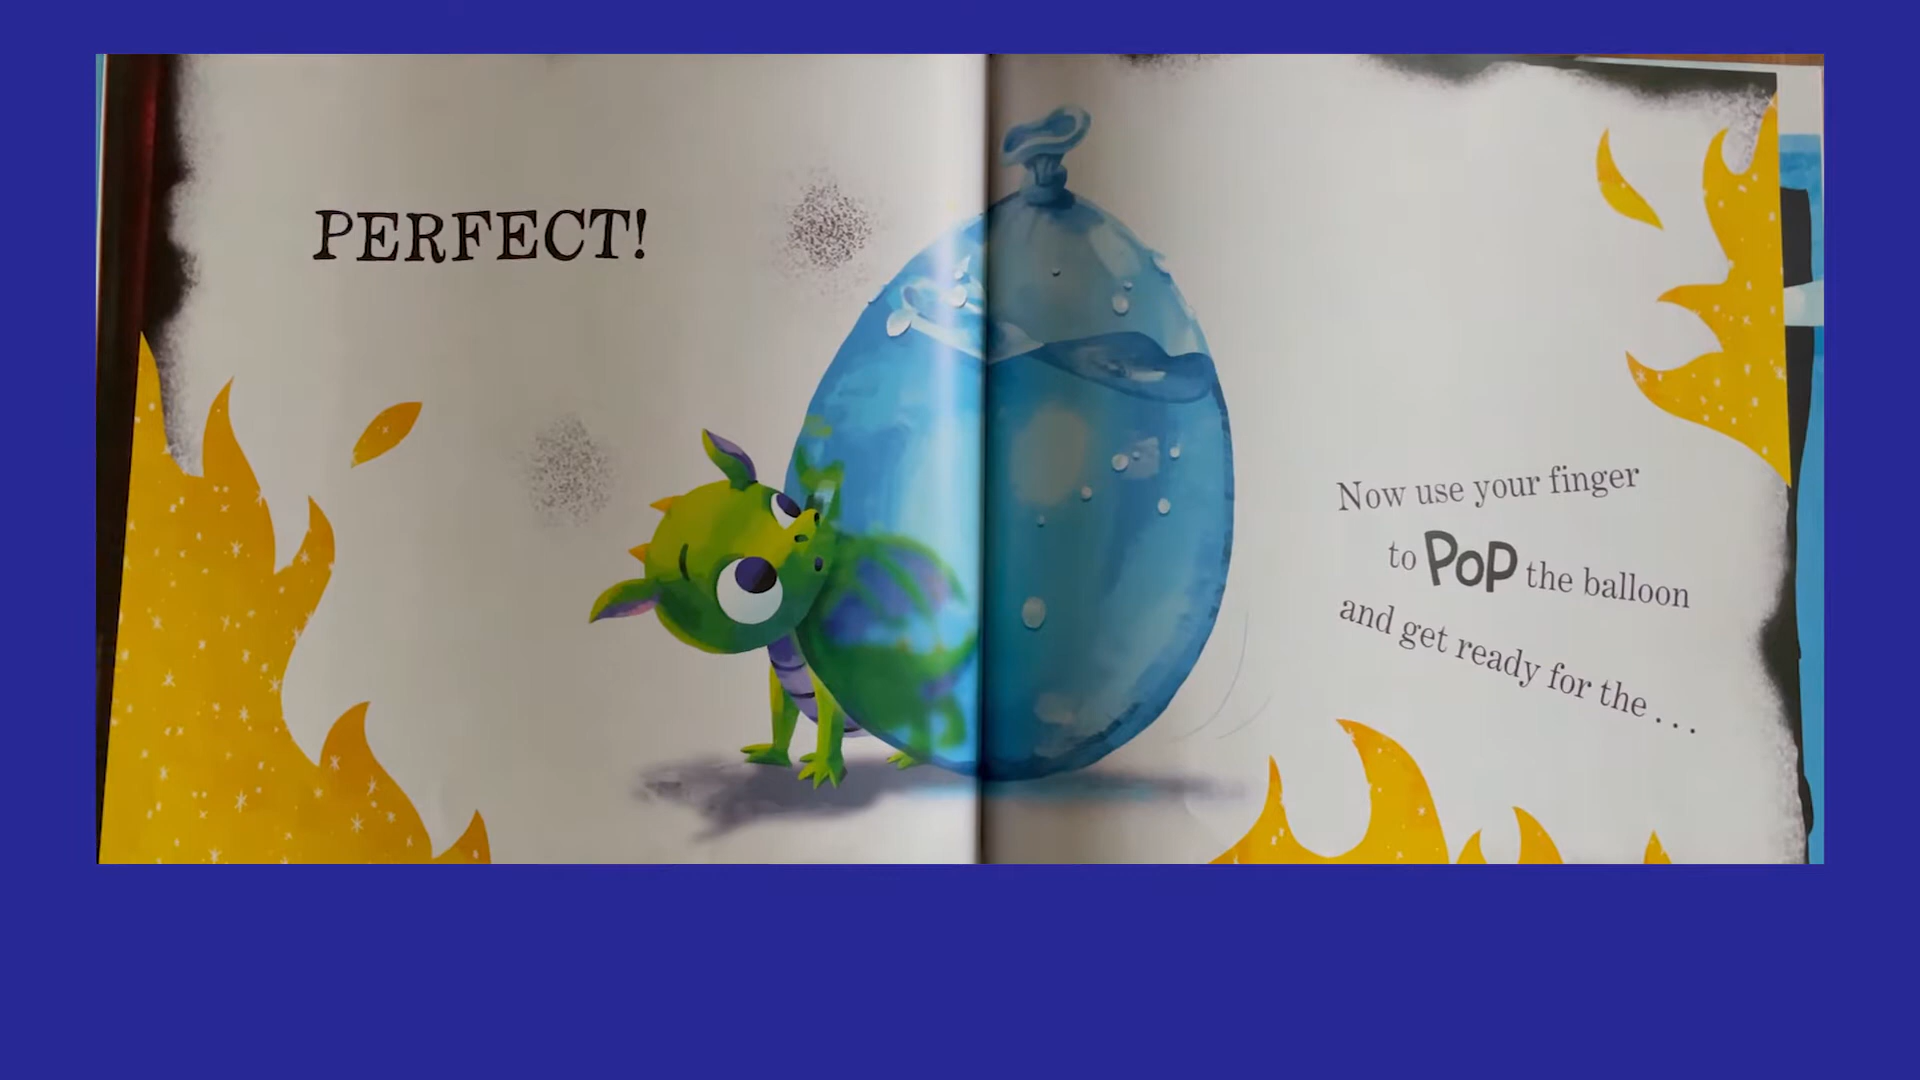 PERFECT!
Now use your finger
to POP the balloon
and get ready for the . . .